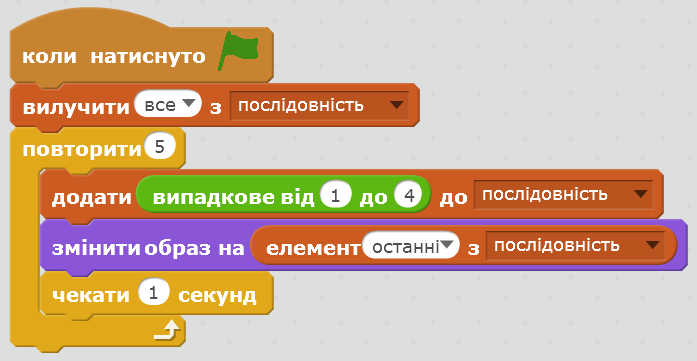 коли натиснуто
вилучити все з послідовність
повторити 5
додати випадкове від 1 до 4 до послідовність
змінити образ на елемент останні з послідовність
чекати 1 секунд